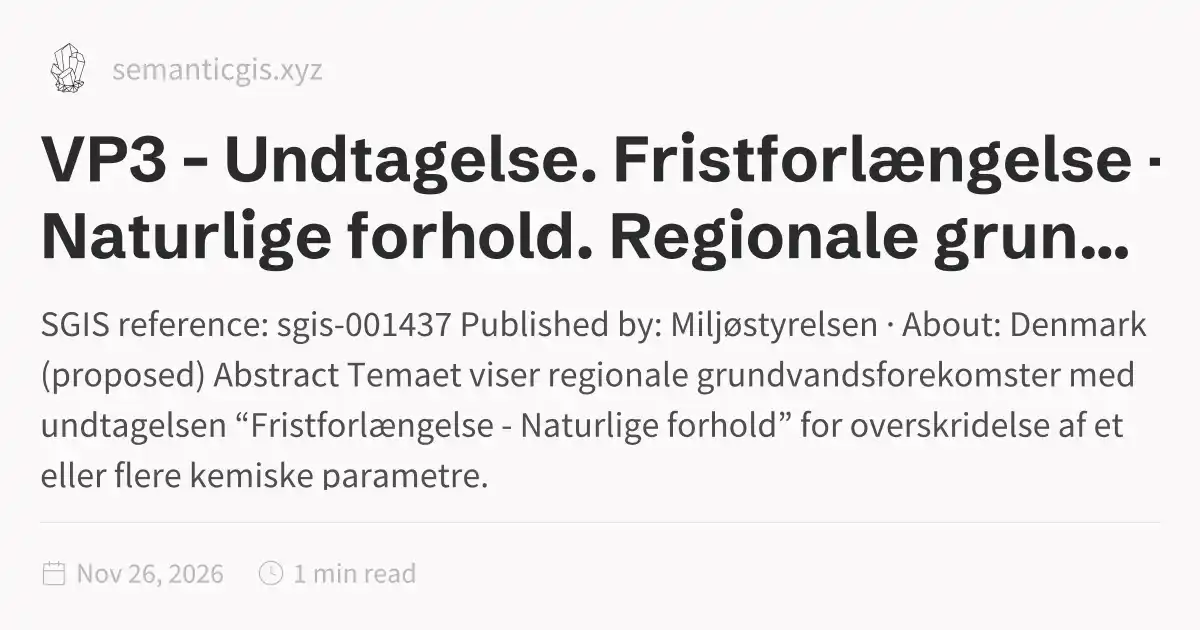 semanticgis.xyz
VP3 - Undtagelse. Fristforlængelse -
Naturlige forhold. Regionale grun...
SGIS reference: sgis-001437 Published by: Miljøstyrelsen · About: Denmark
(proposed) Abstract Temaet viser regionale grundvandsforekomster med
undtagelsen “Fristforlængelse - Naturlige forhold” for overskridelse af et
eller flere kemiske parametre.
Nov 26, 2026 1 min read